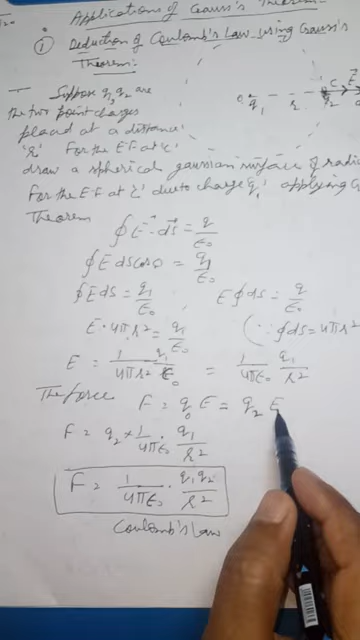 Applications of Gauss's Theorem
① Deduction of Coulomb's Law using Gauss's
Theorem:
Suppose q₁ q₂ are
the two point charges
placed at a distance
'r' For the E.F at 'c'
draw a spherical gaussian surface of radius
For the E.F at 'c' due to charge q₁ applying
Theorem
∮ E⃗ . ds⃗ = q/ε₀
∮ E ds cosθ = q₁/ε₀
∮ E ds = q₁/ε₀ E ∮ ds = q/ε₀
E . 4πr² = q₁/ε₀ (∵ ∮ ds = 4πr²
E = 1/4πr² q₁/ε₀ = 1/4πε₀ q₁/r²
The force F = q₀ E = q₂ E
F = q₂ × 1/4πε₀ . q₁/r²
F = 1/4πε₀ . q₁q₂/r²
Coulomb's Law